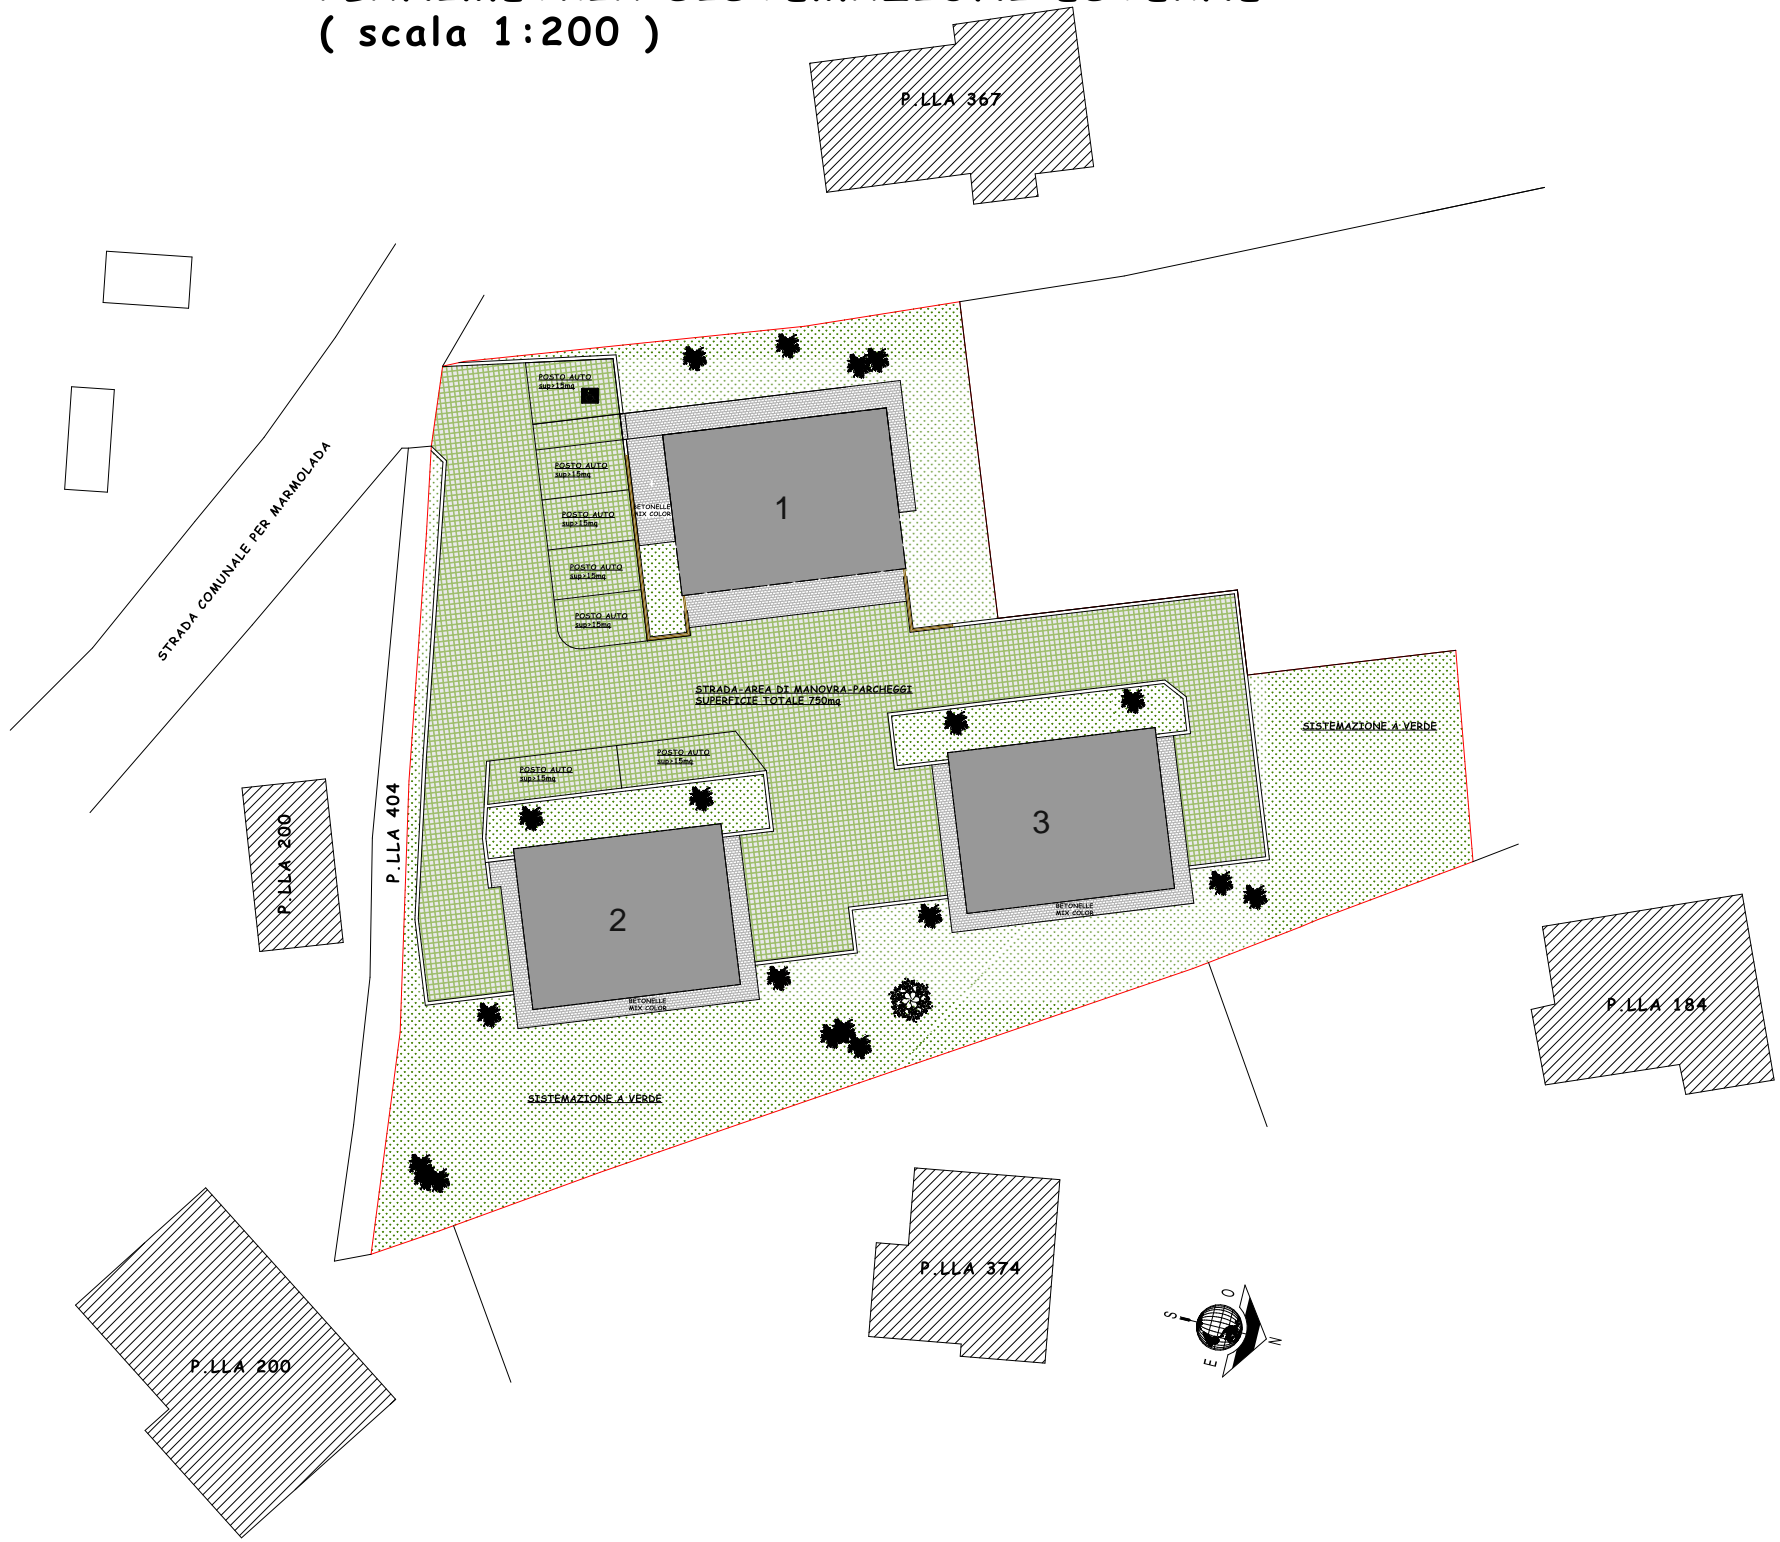 ( scala 1:200 )
P.LLA 367
POSTO AUTO
sup>15mq
STRADA COMUNALE PER MARMOLADA
POSTO AUTO
sup>15mq
BETONELLE
MIX COLOR
1
POSTO AUTO
sup>15mq
POSTO AUTO
sup>15mq
POSTO AUTO
sup>15mq
STRADA-AREA DI MANOVRA-PARCHEGGI
SUPERFICIE TOTALE 750mq
SISTEMAZIONE A VERDE
POSTO AUTO
sup>15mq
POSTO AUTO
sup>15mq
P.LLA 404
P.LLA 200
3
BETONELLE
MIX COLOR
2
BETONELLE
MIX COLOR
P.LLA 184
SISTEMAZIONE A VERDE
P.LLA 374
P.LLA 200
S
O
E
N